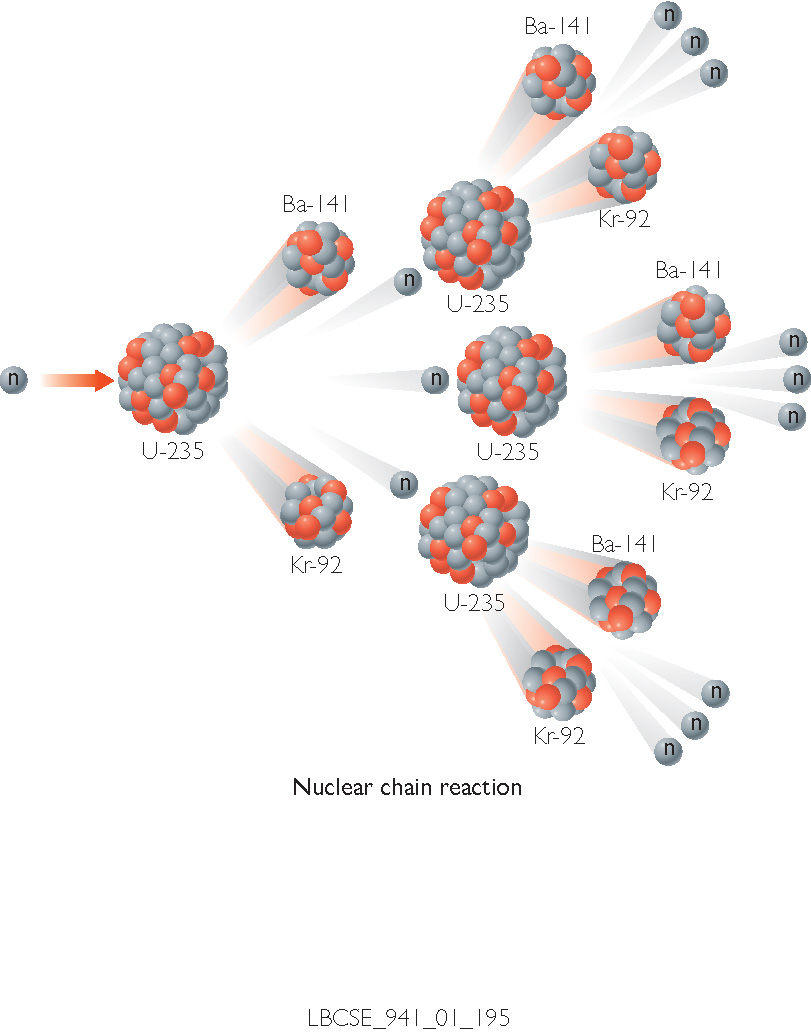 Ba-141
n
n
n
Kr-92
Ba-141
n
U-235
Ba-141
n
n
n
n
n
U-235
U-235
Kr-92
n
Kr-92
Ba-141
U-235
n
n
Kr-92
n
Nuclear chain reaction
LBCSE_941_01_195